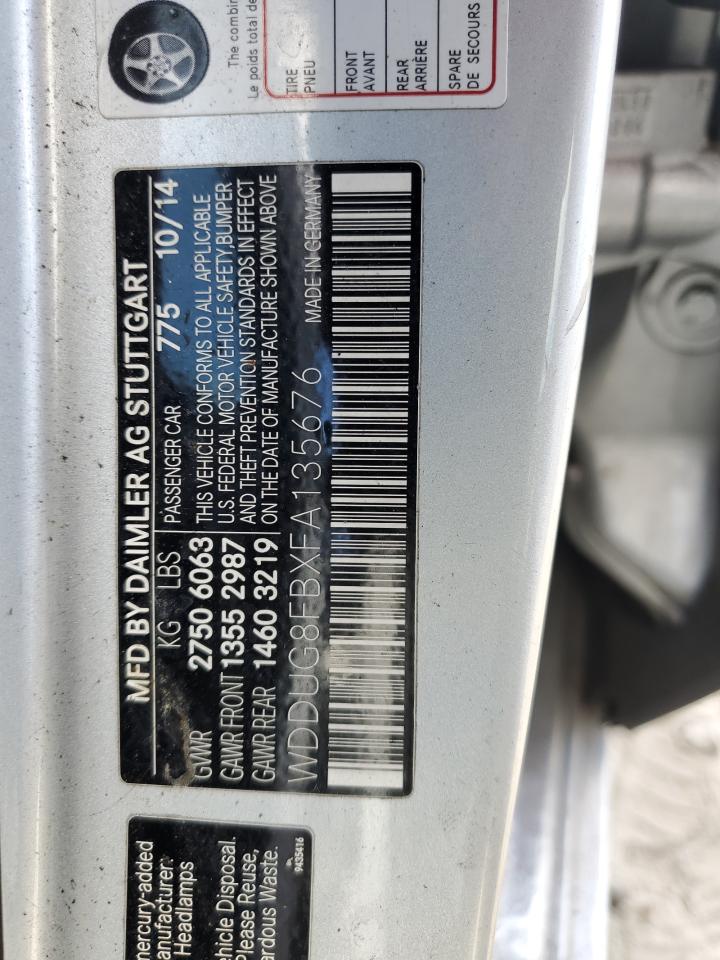 MFD BY DAIMLER AG STUTTGART
KG LBS PASSENGER CAR 775 10/14
GVWR 2750 6063
GAWR FRONT 1355 2987
GAWR REAR 1460 3219
THIS VEHICLE CONFORMS TO ALL APPLICABLE
U.S. FEDERAL MOTOR VEHICLE SAFETY, BUMPER
AND THEFT PREVENTION STANDARDS IN EFFECT
ON THE DATE OF MANUFACTURE SHOWN ABOVE
WDDUG8FBXFA135676 MADE IN GERMANY
The combin
Le poids total de
TIRE
PNEU
FRONT
AVANT
REAR
ARRIÈRE
SPARE
DE SECOURS
mercury-added
anufacturer.
Headlamps
ehicle Disposal.
Please Reuse,
ardous Waste.
9435416